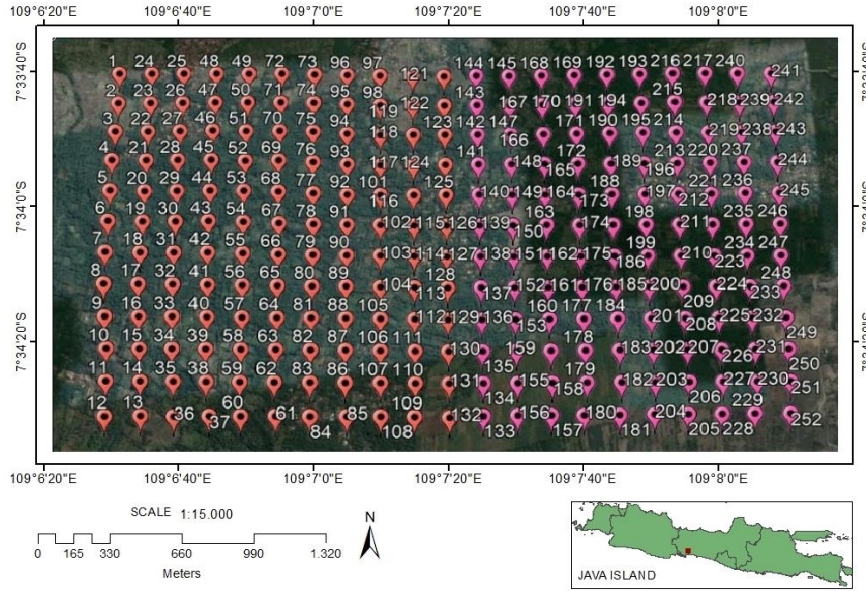 109°6'20"E 109°6'40"E 109°7'0"E 109°7'20"E 109°7'40"E 109°8'0"E
7°33'40"S 7°33'40"S
1 24 25 48 49 72 73 96 97 121 144 145 168 169 192 193 216 217 240 241
2 23 26 47 50 71 74 95 98 122 143 167 170 191 194 215 218 239 242
3 22 27 46 51 70 75 94 119 118 123 142 147 166 171 190 195 214 219 238 243
4 21 28 45 52 69 76 93 117 124 141 148 165 172 189 196 213 220 237 244
5 20 29 44 53 68 77 92 101 116 125 140 149 164 173 188 197 212 221 236 245
7°34'0"S 7°34'0"S
6 19 30 43 54 67 78 91 102 115 126 139 150 163 174 198 211 235 246
7 18 31 42 55 66 79 90 103 114 127 138 151 162 175 186 199 210 223 234 247
8 17 32 41 56 65 80 89 104 113 128 137 152 161 176 185 200 209 224 233 248
9 16 33 40 57 64 81 88 105 112 129 136 153 160 177 184 201 208 225 232 249
7°34'20"S 7°34'20"S
10 15 34 39 58 63 82 87 106 111 130 135 159 178 183 202 207 226 231 250
11 14 35 38 59 62 83 86 107 110 131 134 155 158 179 182 203 206 227 230 251
12 13 36 37 60 61 84 85 108 109 132 133 156 157 180 181 204 205 228 229 252
109°6'20"E 109°6'40"E 109°7'0"E 109°7'20"E 109°7'40"E 109°8'0"E
SCALE 1:15.000
N
0 165 330 660 990 1.320
Meters
JAVA ISLAND